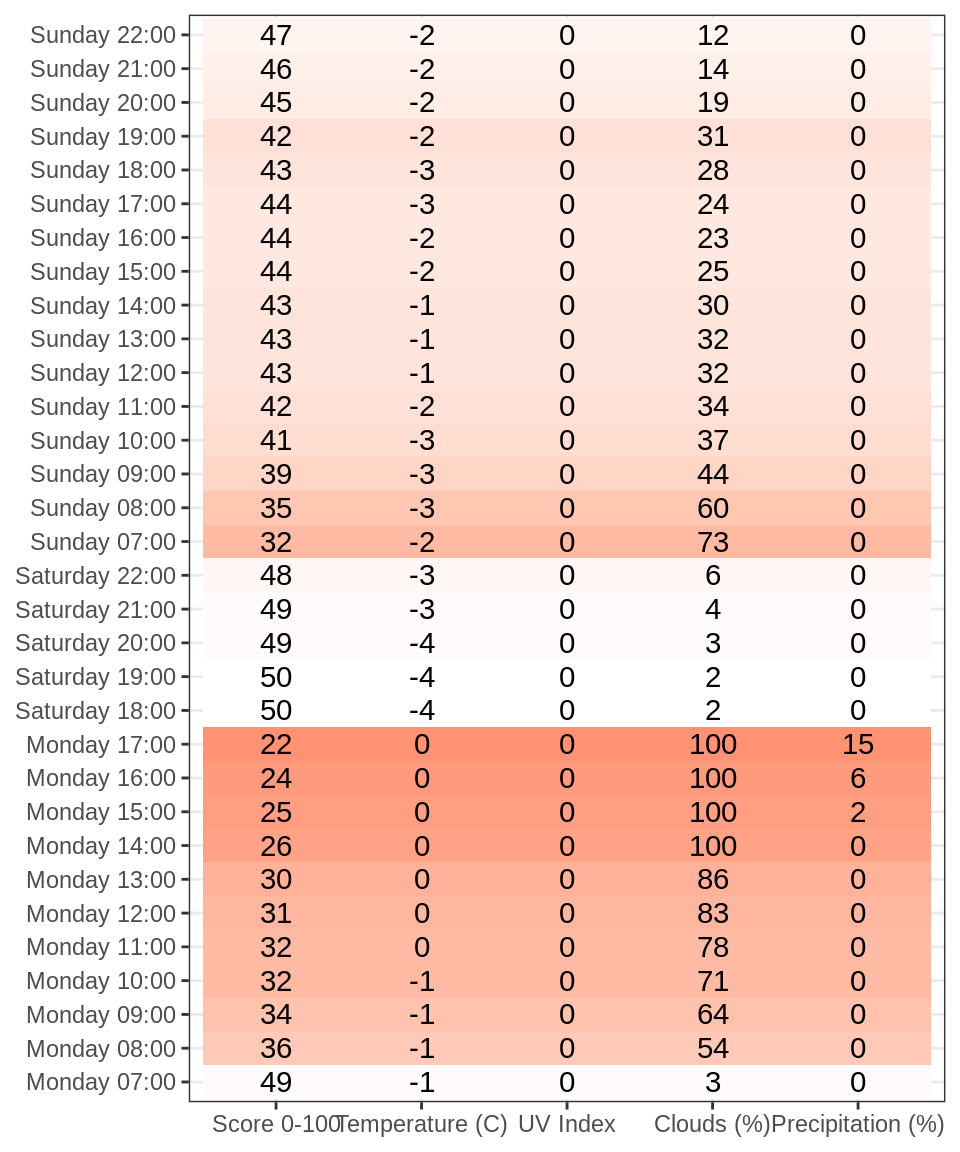 Sunday 22:00 47 -2 0 12 0
Sunday 21:00 46 -2 0 14 0
Sunday 20:00 45 -2 0 19 0
Sunday 19:00 42 -2 0 31 0
Sunday 18:00 43 -3 0 28 0
Sunday 17:00 44 -3 0 24 0
Sunday 16:00 44 -2 0 23 0
Sunday 15:00 44 -2 0 25 0
Sunday 14:00 43 -1 0 30 0
Sunday 13:00 43 -1 0 32 0
Sunday 12:00 43 -1 0 32 0
Sunday 11:00 42 -2 0 34 0
Sunday 10:00 41 -3 0 37 0
Sunday 09:00 39 -3 0 44 0
Sunday 08:00 35 -3 0 60 0
Sunday 07:00 32 -2 0 73 0
Saturday 22:00 48 -3 0 6 0
Saturday 21:00 49 -3 0 4 0
Saturday 20:00 49 -4 0 3 0
Saturday 19:00 50 -4 0 2 0
Saturday 18:00 50 -4 0 2 0
Monday 17:00 22 0 0 100 15
Monday 16:00 24 0 0 100 6
Monday 15:00 25 0 0 100 2
Monday 14:00 26 0 0 100 0
Monday 13:00 30 0 0 86 0
Monday 12:00 31 0 0 83 0
Monday 11:00 32 0 0 78 0
Monday 10:00 32 -1 0 71 0
Monday 09:00 34 -1 0 64 0
Monday 08:00 36 -1 0 54 0
Monday 07:00 49 -1 0 3 0
Score 0-100 Temperature (C) UV Index Clouds (%) Precipitation (%)